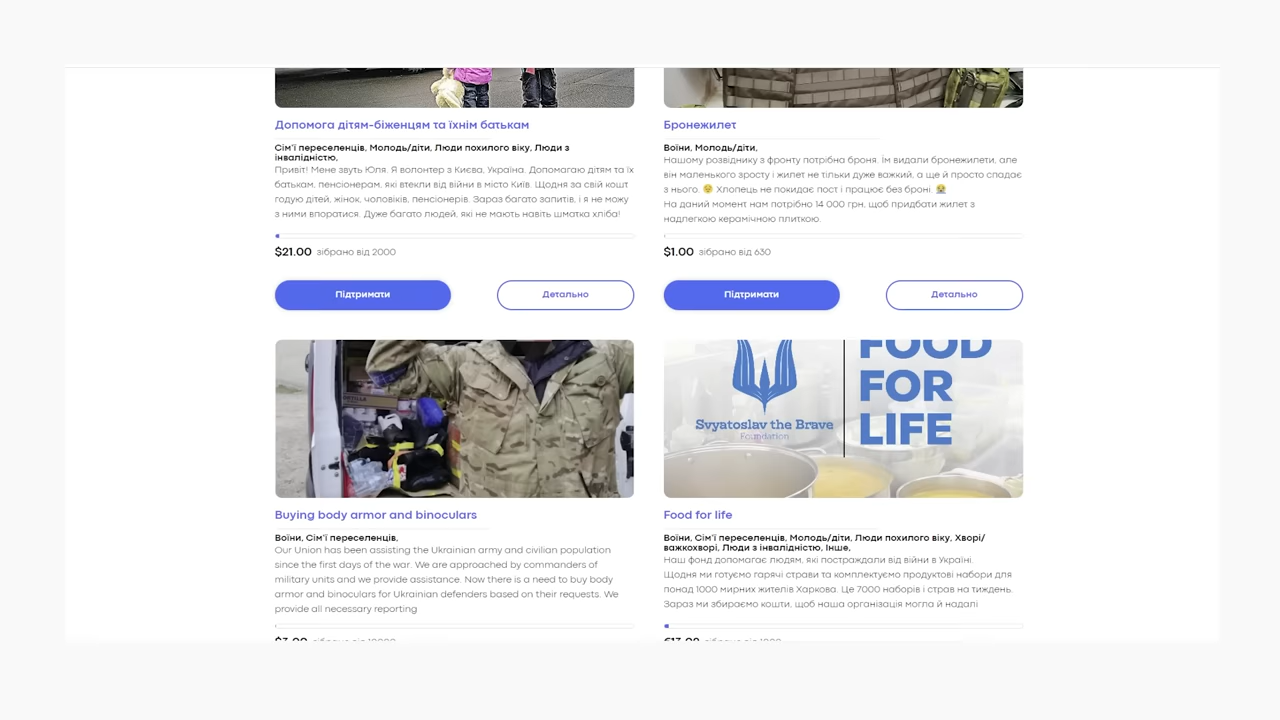 Допомога дітям-біженцям та їхнім батькам
Сім'ї переселенців, Молодь/діти, Люди похилого віку, Люди з
інвалідністю,
Привіт! Мене звуть Юля. Я волонтер з Києва, Україна. Допомагаю дітям та їх
батькам, пенсіонерам, які втекли від війни в місто Київ. Щодня за свій кошт
годую дітей, жінок, чоловіків, пенсіонерів. Зараз багато запитів, і я не можу
з ними впоратися. Дуже багато людей, які не мають навіть шматка хліба!
$21.00 зібрано від 2000
Підтримати
Детально
Бронежилет
Воїни, Молодь/діти,
Нашому розвіднику з фронту потрібна броня. Їм видали бронежилети, але
він маленького зросту і жилет не тільки дуже важкий, а ще й просто спадає
з нього. 😢 Хлопець не покидає пост і працює без броні. 😭
На даний момент нам потрібно 14 000 грн, щоб придбати жилет з
надлегкою керамічною плиткою.
$1.00 зібрано від 630
Підтримати
Детально
Buying body armor and binoculars
Воїни, Сім'ї переселенців,
Our Union has been assisting the Ukrainian army and civilian population
since the first days of the war. We are approached by commanders of
military units and we provide assistance. Now there is a need to buy body
armor and binoculars for Ukrainian defenders based on their requests. We
provide all necessary reporting
FOOD
FOR
LIFE
Svyatoslav the Brave
Foundation
Food for life
Воїни, Сім'ї переселенців, Молодь/діти, Люди похилого віку, Хворі/
важкохворі, Люди з інвалідністю, Інше,
Наш фонд допомагає людям, які постраждали від війни в Україні.
Щодня ми готуємо гарячі страви та комплектуємо продуктові набори для
понад 1000 мирних жителів Харкова. Це 7000 наборів і страв на тиждень.
Зараз ми збираємо кошти, щоб наша організація могла й надалі